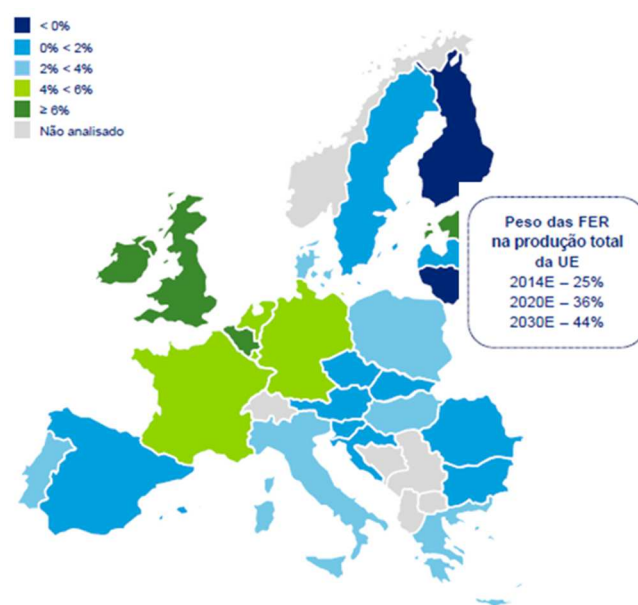 < 0%
0% < 2%
2% < 4%
4% < 6%
≥ 6%
Não analisado
Peso das FER
na produção total
da UE
2014E – 25%
2020E – 36%
2030E – 44%